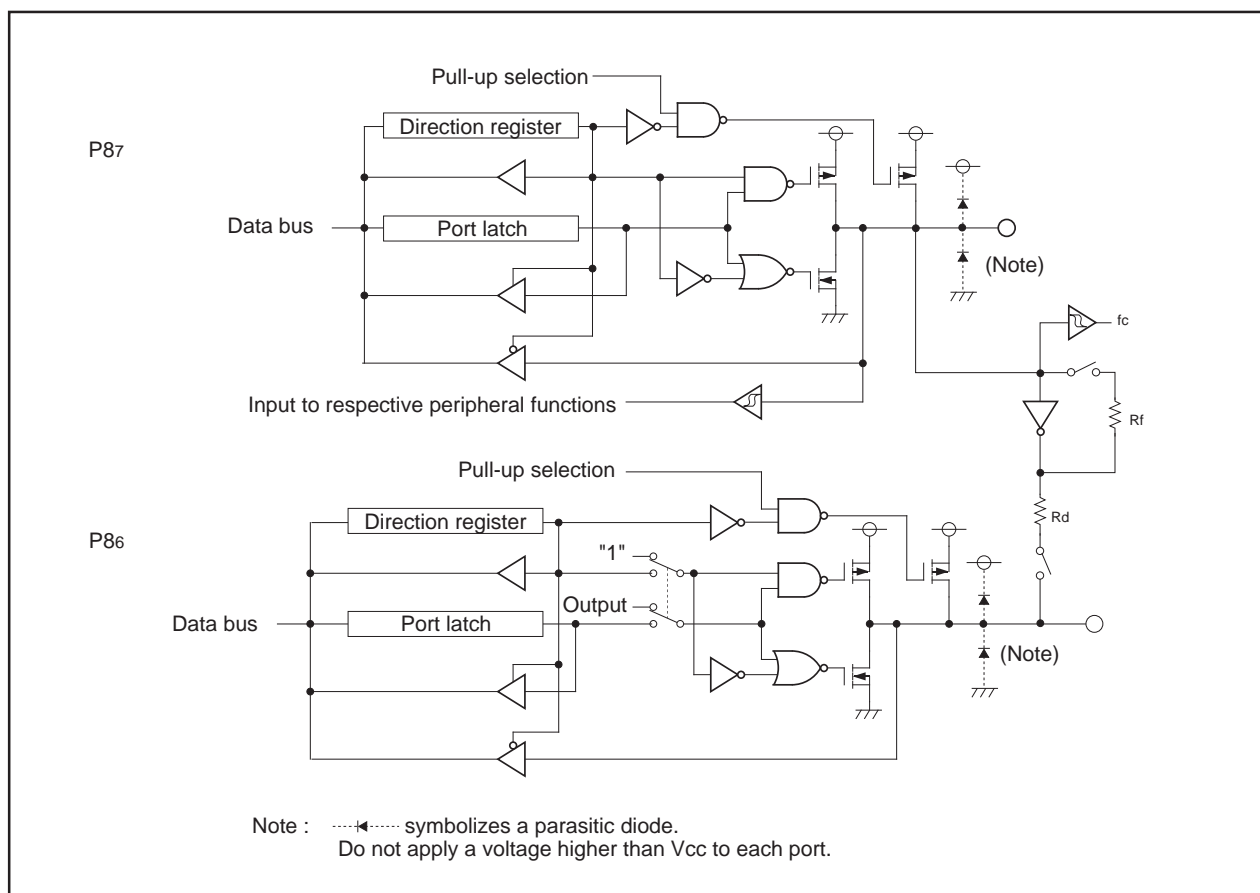 Pull-up selection
Direction register
P87
Data bus
Port latch
(Note)
fc
Input to respective peripheral functions
Rf
Pull-up selection
Direction register
Rd
P86
"1"
Output
Data bus
Port latch
(Note)
Note : symbolizes a parasitic diode.
Do not apply a voltage higher than Vcc to each port.